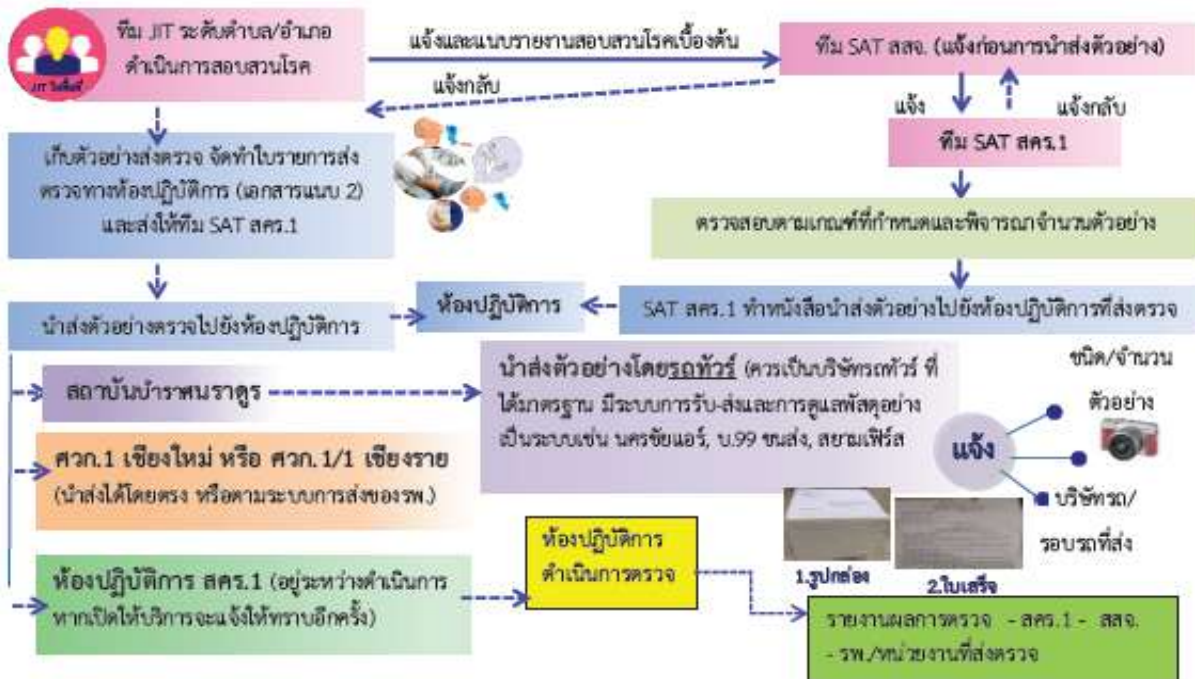 ทีม JIT ระดับตำบล/อำเภอ
ดำเนินการสอบสวนโรค
แจ้งและแนบรายงานสอบสวนโรคเบื้องต้น
ทีม SAT สสจ. (แจ้งก่อนการนำส่งตัวอย่าง)
แจ้งกลับ
แจ้ง
แจ้งกลับ
ทีม SAT สคร.1
เก็บตัวอย่างส่งตรวจ จัดทำใบรายการส่ง
ตรวจทางห้องปฏิบัติการ (เอกสารแนบ 2)
และส่งให้ทีม SAT สคร.1
ตรวจสอบตามเกณฑ์ที่กำหนดและพิจารณาจำนวนตัวอย่าง
นำส่งตัวอย่างตรวจไปยังห้องปฏิบัติการ
ห้องปฏิบัติการ
SAT สคร.1 ทำหนังสือนำส่งตัวอย่างไปยังห้องปฏิบัติการที่ส่งตรวจ
สถาบันบำราศนราดูร
นำส่งตัวอย่างโดยรถทัวร์ (ควรเป็นบริษัทรถทัวร์ ที่
ได้มาตรฐาน มีระบบการรับ-ส่งและการดูแลพัสดุอย่าง
เป็นระบบเช่น นครชัยแอร์, บ.99 ขนส่ง, สยามเฟิร์ส
ชนิด/จำนวน
ตัวอย่าง
แจ้ง
บริษัทรถ/
รอบรถที่ส่ง
ศวก.1 เชียงใหม่ หรือ ศวก.1/1 เชียงราย
(นำส่งได้โดยตรง หรือตามระบบการส่งของรพ.)
1.รูปกล่อง
2.ใบเสร็จ
ห้องปฏิบัติการ สคร.1 (อยู่ระหว่างดำเนินการ
หากเปิดให้บริการจะแจ้งให้ทราบอีกครั้ง)
ห้องปฏิบัติการ
ดำเนินการตรวจ
รายงานผลการตรวจ - สคร.1 - สสจ.
- รพ./หน่วยงานที่ส่งตรวจ